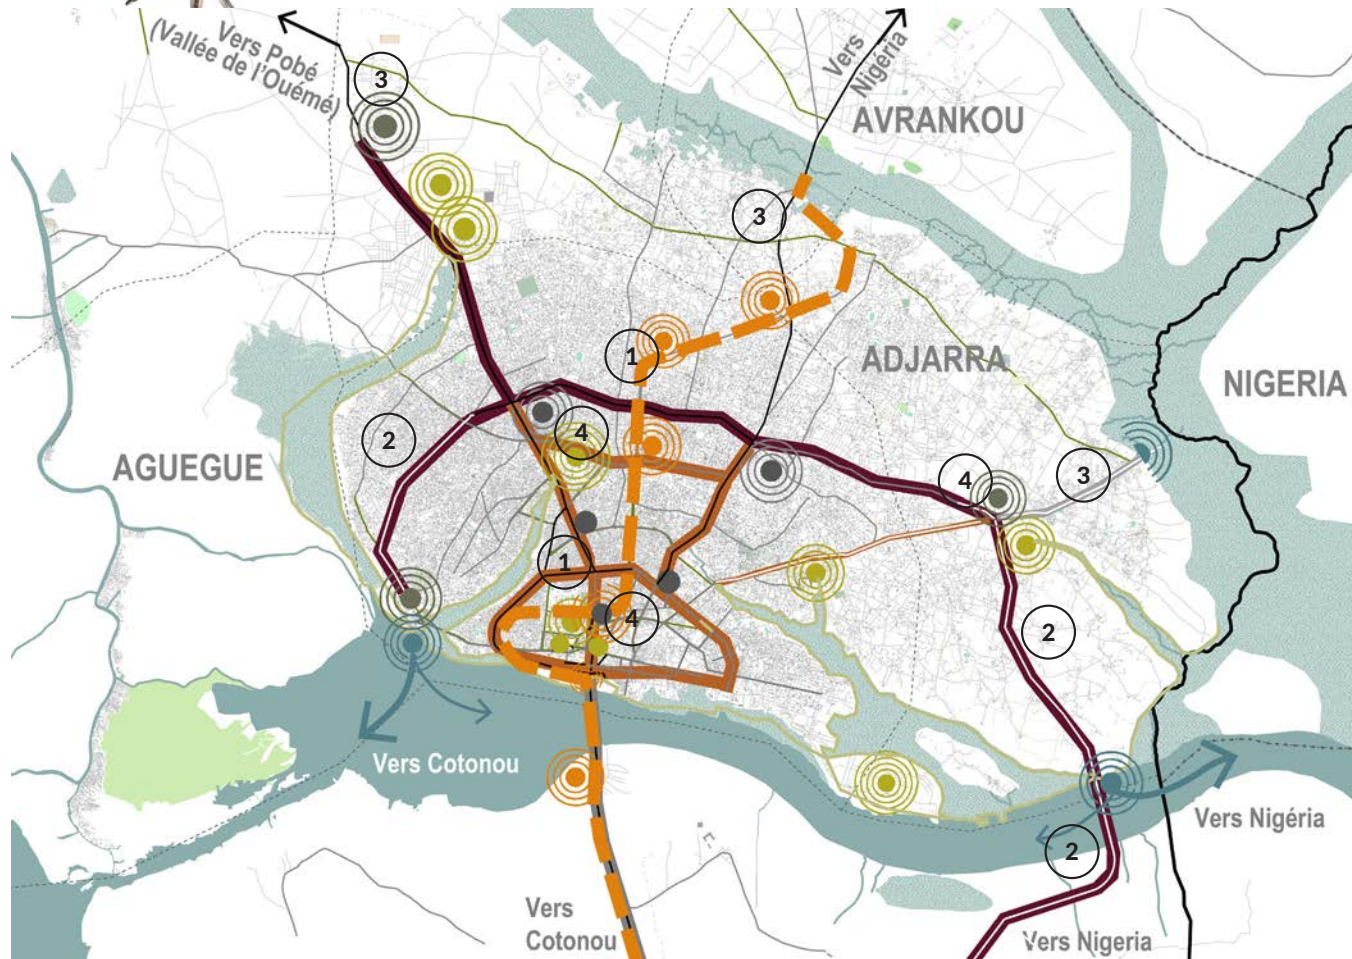 Vers Pobé
(Vallée de l'Ouémé)
3
Vers
Nigéria
AVRANKOU
3
1
ADJARRA
NIGERIA
2
4
AGUEGUE
4
3
1
4
2
Vers Cotonou
Vers Nigéria
2
Vers
Cotonou
Vers Nigeria